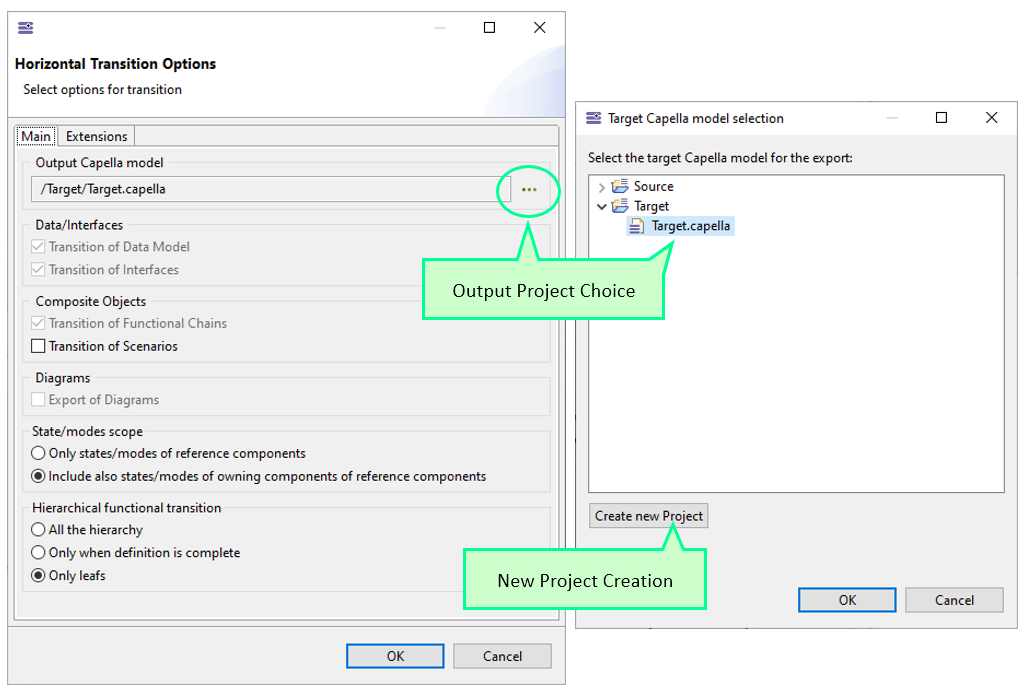 Horizontal Transition Options
Select options for transition
Main
Extensions
Output Capella model
/Target/Target.capella
...
Data/Interfaces
Transition of Data Model
Transition of Interfaces
Composite Objects
Transition of Functional Chains
Transition of Scenarios
Diagrams
Export of Diagrams
State/modes scope
Only states/modes of reference components
Include also states/modes of owning components of reference components
Hierarchical functional transition
All the hierarchy
Only when definition is complete
Only leafs
OK
Cancel
Output Project Choice
Target Capella model selection
Select the target Capella model for the export:
Source
Target
Target.capella
Create new Project
New Project Creation
OK
Cancel